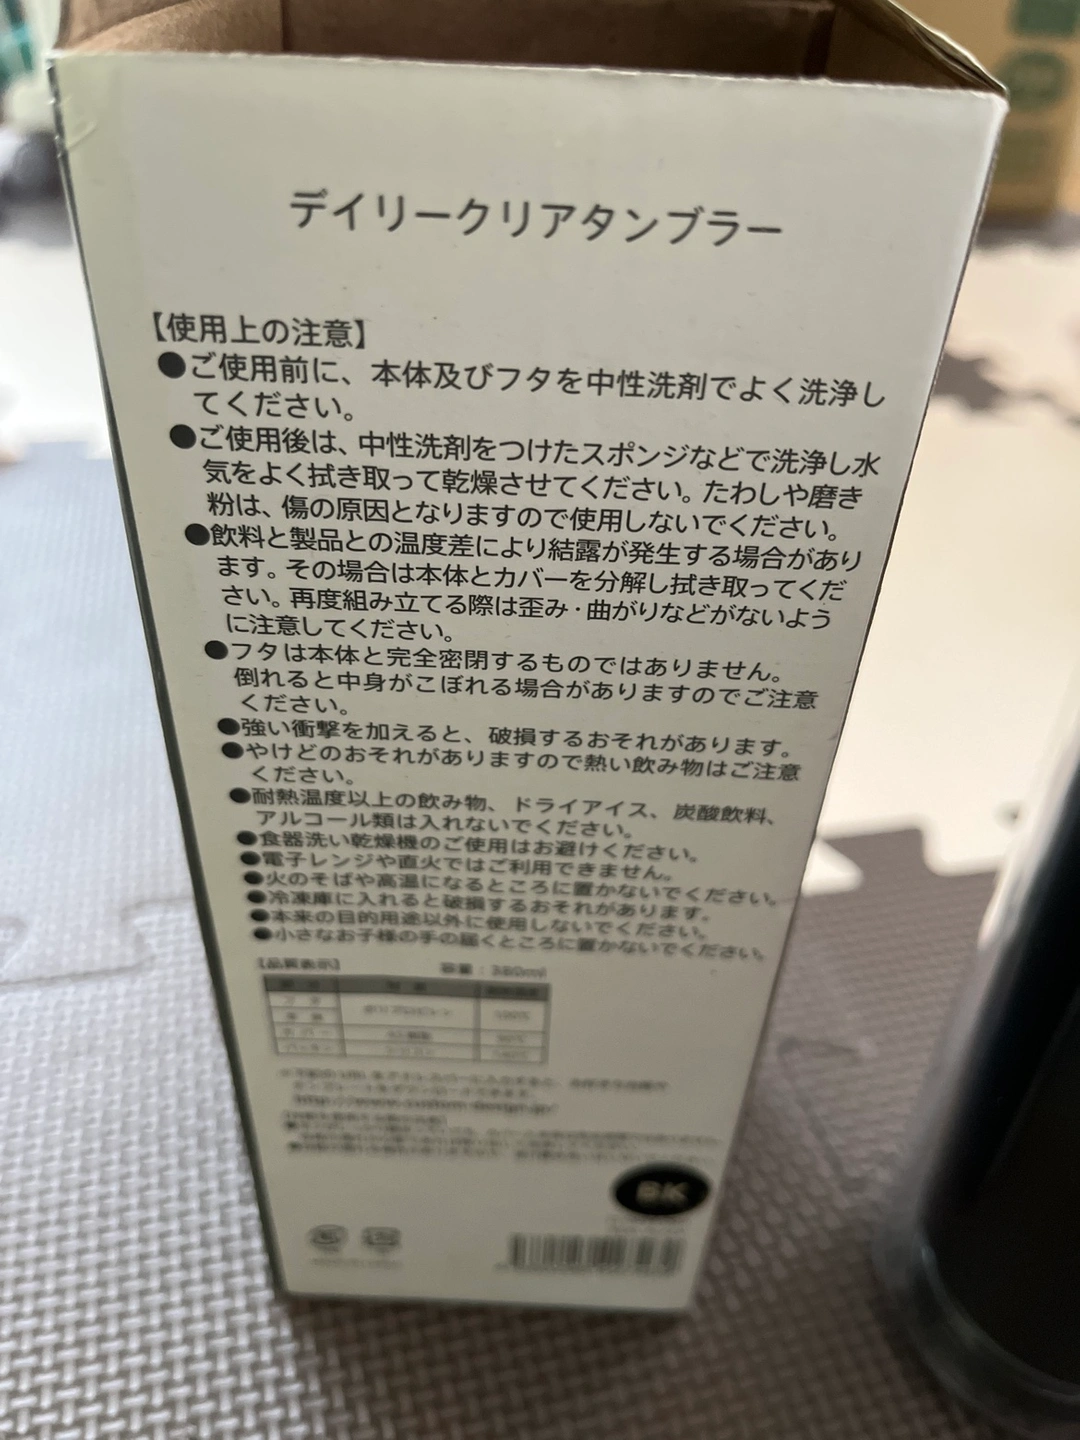 デイリークリアタンブラー
【使用上の注意】
●ご使用前に、本体及びフタを中性洗剤でよく洗浄し
てください。
●ご使用後は、中性洗剤をつけたスポンジなどで洗浄し水
気をよく拭き取って乾燥させてください。たわしや磨き
粉は、傷の原因となりますので使用しないでください。
●飲料と製品との温度差により結露が発生する場合があり
ます。その場合は本体とカバーを分解し拭き取ってくだ
さい。再度組み立てる際は歪み・曲がりなどがないよう
に注意してください。
●フタは本体と完全密閉するものではありません。
倒れると中身がこぼれる場合がありますのでご注意
ください。
●強い衝撃を加えると、破損するおそれがあります。
●やけどのおそれがありますので熱い飲み物はご注意
ください。
●耐熱温度以上の飲み物、ドライアイス、炭酸飲料、
アルコール類は入れないでください。
●食器洗い乾燥機のご使用はお避けください。
●電子レンジや直火ではご利用できません。
●火のそばや高温になるところに置かないでください。
●冷凍庫に入れると破損するおそれがあります。
●本来の目的用途以外に使用しないでください。
●小さなお子様の手の届くところに置かないでください。
【品質表示】 容量：380ml
http://www.custom-design.jp/
BK